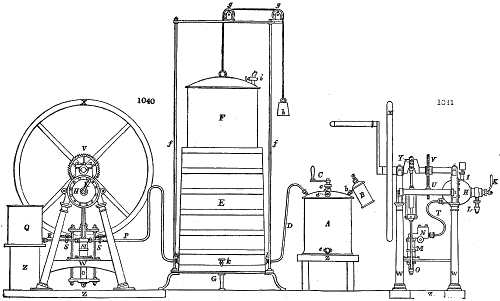 g g
i
X
1040
1041
h
F
V
Y V
f f
C
I K
H
c
b
B
U H
L
E
A
D
T
Q
R
S M S
P
N
M
e
Z
W
k
G
O
W W
Z
Z